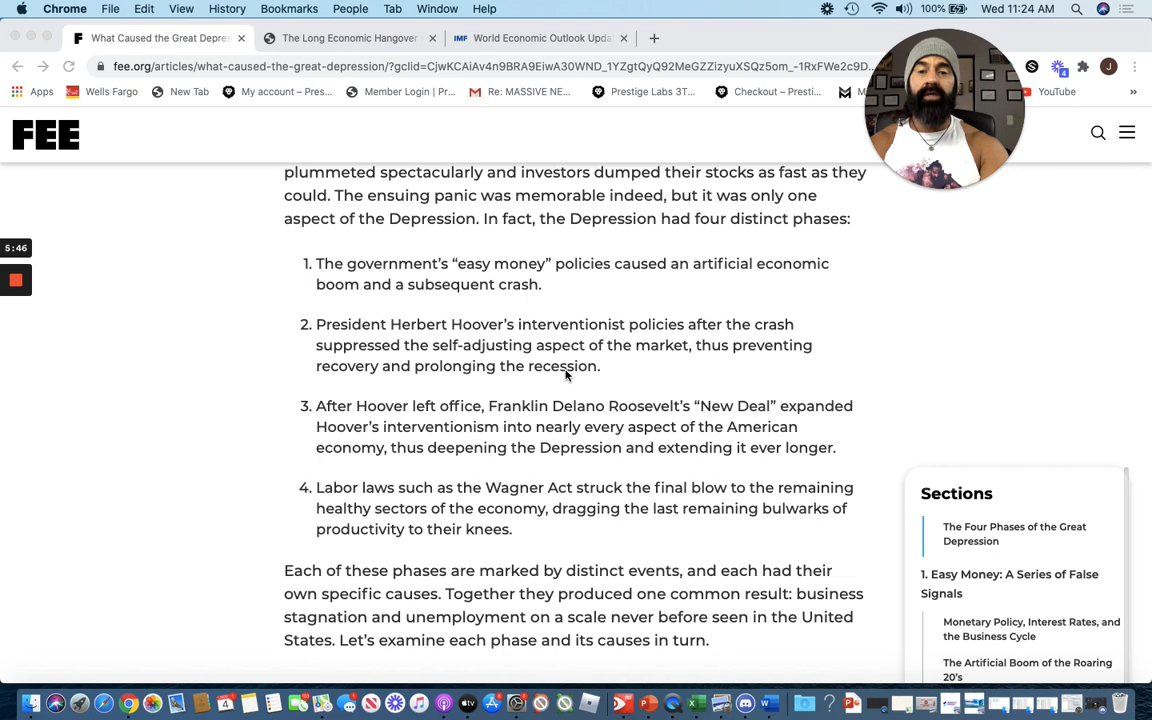 Chrome File Edit View History Bookmarks People Tab Window Help
100% Wed 11:24 AM
What Caused the Great Depres
The Long Economic Hangover
IMF World Economic Outlook Upda
fee.org/articles/what-caused-the-great-depression/?gclid=CjwKCAiAv4n9BRA9EiwA30WND_1YZgtQyQ92MeGZZizyuXSQz5om_-1RxFWe2c9D...
4
J
Apps Wells Fargo New Tab My account – Pres... Member Login | Pr... Re: MASSIVE NE... Prestige Labs 3T... Checkout – Presti... YouTube »
FEE
plummeted spectacularly and investors dumped their stocks as fast as they
could. The ensuing panic was memorable indeed, but it was only one
aspect of the Depression. In fact, the Depression had four distinct phases:
5:46
1. The government's “easy money” policies caused an artificial economic
boom and a subsequent crash.
2. President Herbert Hoover's interventionist policies after the crash
suppressed the self-adjusting aspect of the market, thus preventing
recovery and prolonging the recession.
3. After Hoover left office, Franklin Delano Roosevelt's “New Deal” expanded
Hoover's interventionism into nearly every aspect of the American
economy, thus deepening the Depression and extending it ever longer.
4. Labor laws such as the Wagner Act struck the final blow to the remaining
healthy sectors of the economy, dragging the last remaining bulwarks of
productivity to their knees.
Each of these phases are marked by distinct events, and each had their
own specific causes. Together they produced one common result: business
stagnation and unemployment on a scale never before seen in the United
States. Let's examine each phase and its causes in turn.
Sections
The Four Phases of the Great
Depression
1. Easy Money: A Series of False
Signals
Monetary Policy, Interest Rates, and
the Business Cycle
The Artificial Boom of the Roaring
20's